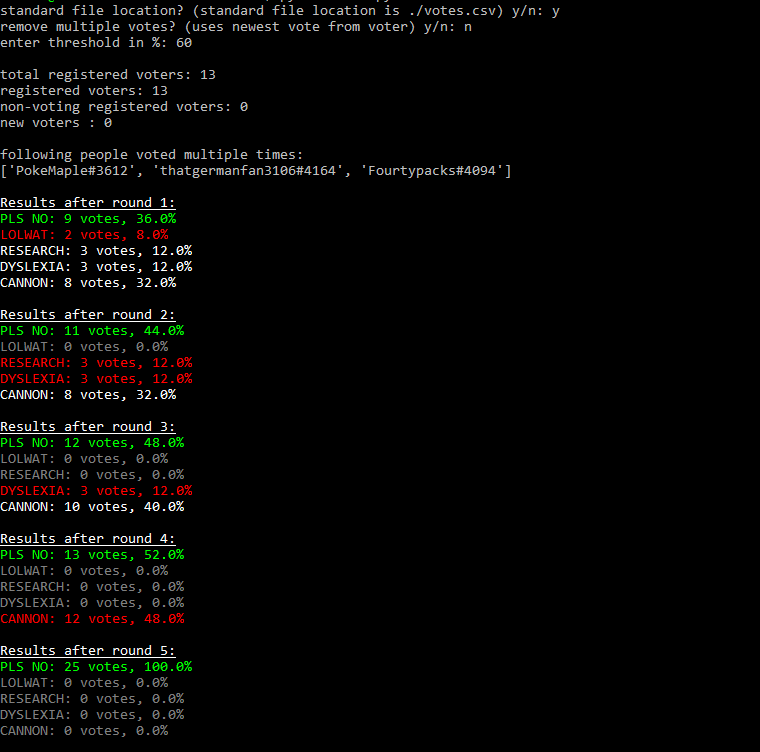 standard file location? (standard file location is ./votes.csv) y/n: y
remove multiple votes? (uses newest vote from voter) y/n: n
enter threshold in %: 60
total registered voters: 13
registered voters: 13
non-voting registered voters: 0
new voters : 0
following people voted multiple times:
['PokeMaple#3612', 'thatgermanfan3106#4164', 'Fourtypacks#4094']
Results after round 1:
PLS NO: 9 votes, 36.0%
LOLWAT: 2 votes, 8.0%
RESEARCH: 3 votes, 12.0%
DYSLEXIA: 3 votes, 12.0%
CANNON: 8 votes, 32.0%
Results after round 2:
PLS NO: 11 votes, 44.0%
LOLWAT: 0 votes, 0.0%
RESEARCH: 3 votes, 12.0%
DYSLEXIA: 3 votes, 12.0%
CANNON: 8 votes, 32.0%
Results after round 3:
PLS NO: 12 votes, 48.0%
LOLWAT: 0 votes, 0.0%
RESEARCH: 0 votes, 0.0%
DYSLEXIA: 3 votes, 12.0%
CANNON: 10 votes, 40.0%
Results after round 4:
PLS NO: 13 votes, 52.0%
LOLWAT: 0 votes, 0.0%
RESEARCH: 0 votes, 0.0%
DYSLEXIA: 0 votes, 0.0%
CANNON: 12 votes, 48.0%
Results after round 5:
PLS NO: 25 votes, 100.0%
LOLWAT: 0 votes, 0.0%
RESEARCH: 0 votes, 0.0%
DYSLEXIA: 0 votes, 0.0%
CANNON: 0 votes, 0.0%